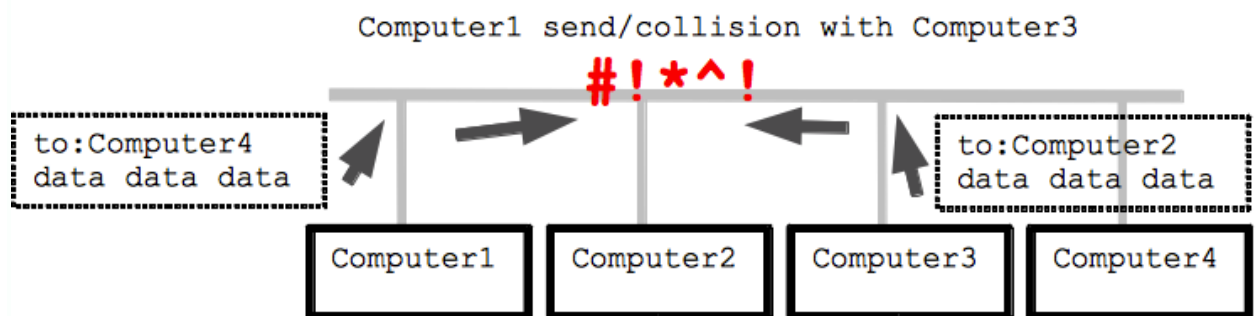 Computer1 send/collision with Computer3
#!*^!
to:Computer4
data data data
to:Computer2
data data data
Computer1
Computer2
Computer3
Computer4